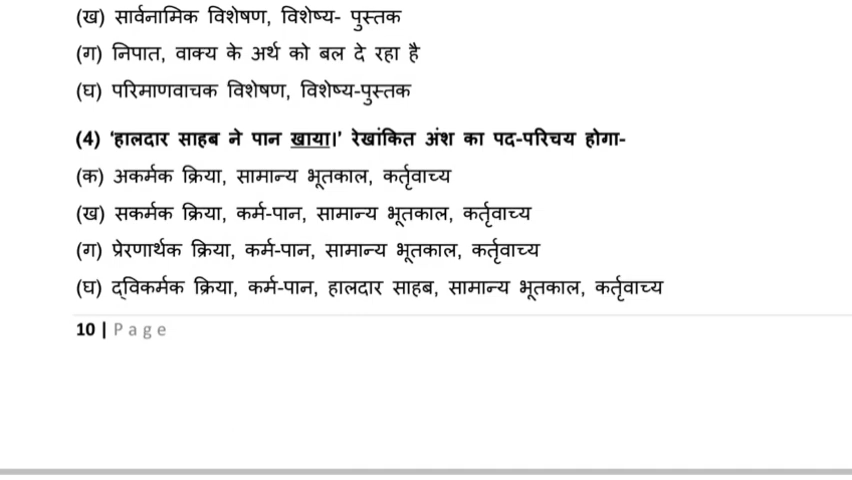 (ख) सार्वनामिक विशेषण, विशेष्य- पुस्तक
(ग) निपात, वाक्य के अर्थ को बल दे रहा है
(घ) परिमाणवाचक विशेषण, विशेष्य-पुस्तक
(4) 'हालदार साहब ने पान खाया।' रेखांकित अंश का पद-परिचय होगा-
(क) अकर्मक क्रिया, सामान्य भूतकाल, कर्तृवाच्य
(ख) सकर्मक क्रिया, कर्म-पान, सामान्य भूतकाल, कर्तृवाच्य
(ग) प्रेरणार्थक क्रिया, कर्म-पान, सामान्य भूतकाल, कर्तृवाच्य
(घ) द्विकर्मक क्रिया, कर्म-पान, हालदार साहब, सामान्य भूतकाल, कर्तृवाच्य
10 | Page